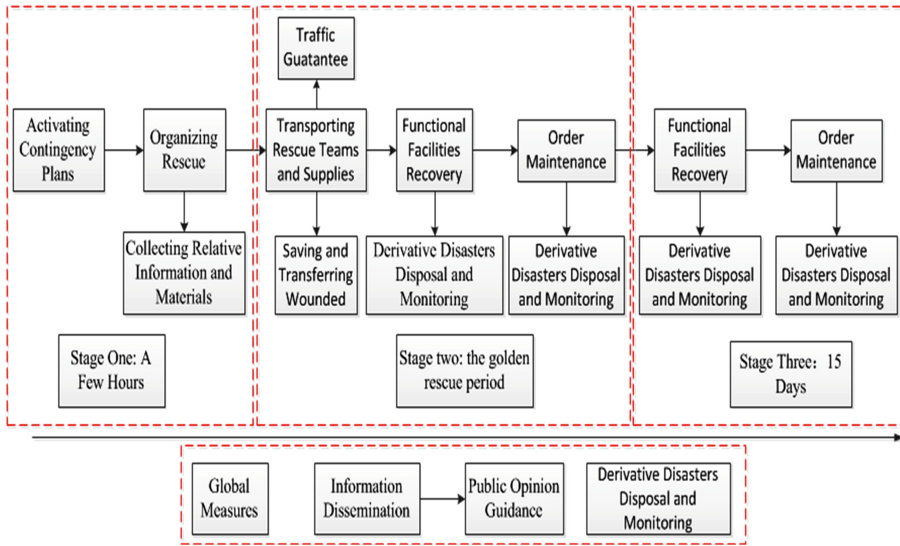 Traffic
Guatantee
Activating
Contingency
Plans
Organizing
Rescue
Transporting
Rescue Teams
and Supplies
Functional
Facilities
Recovery
Order
Maintenance
Functional
Facilities
Recovery
Order
Maintenance
Collecting Relative
Information and
Materials
Saving and
Transferring
Wounded
Derivative Disasters
Disposal and
Monitoring
Derivative
Disasters Disposal
and Monitoring
Derivative
Disasters Disposal
and Monitoring
Derivative
Disasters Disposal
and Monitoring
Stage One: A
Few Hours
Stage two: the golden
rescue period
Stage Three：15
Days
Global
Measures
Information
Dissemination
Public Opinion
Guidance
Derivative Disasters
Disposal and
Monitoring